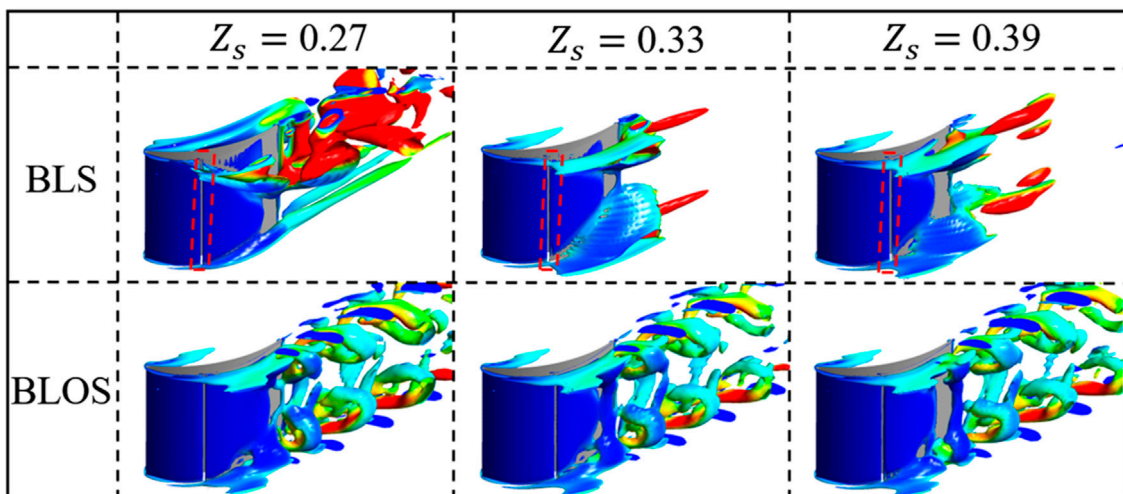 Z_s = 0.27 Z_s = 0.33 Z_s = 0.39
BLS
BLOS